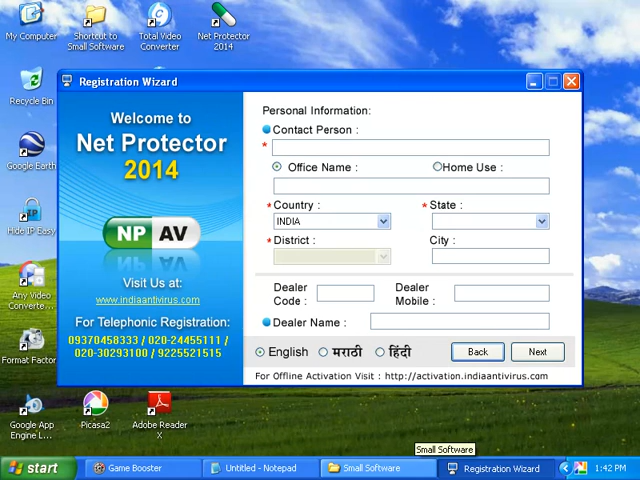 My Computer
Shortcut to
Small Software
Total Video
Converter
Net Protector
2014
Recycle Bin
Google Earth
Hide IP Easy
Any Video
Converte...
Format Factory
Google App
Engine L...
Picasa2
Adobe Reader
X
Registration Wizard
Welcome to
Net Protector
2014
NP AV
Visit Us at:
www.indiaantivirus.com
For Telephonic Registration:
09370458333 / 020-24455111 /
020-30293100 / 9225521515
Personal Information:
Contact Person :
*
Office Name :
Home Use :
* Country :
* State :
INDIA
* District :
City :
Dealer
Code :
Dealer
Mobile :
Dealer Name :
English
मराठी
हिंदी
Back
Next
For Offline Activation Visit : http://activation.indiaantivirus.com
Small Software
start
Game Booster
Untitled - Notepad
Small Software
Registration Wizard
1:42 PM